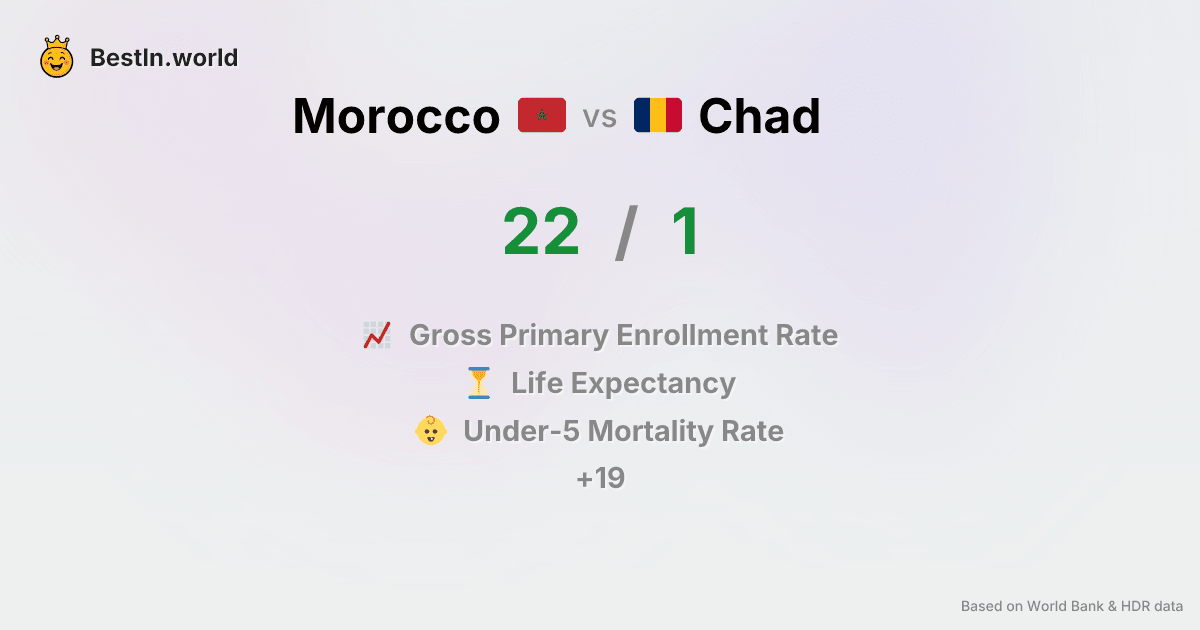 BestIn.world
Morocco vs Chad
22 / 1
Gross Primary Enrollment Rate
Life Expectancy
Under-5 Mortality Rate
+19
Based on World Bank & HDR data